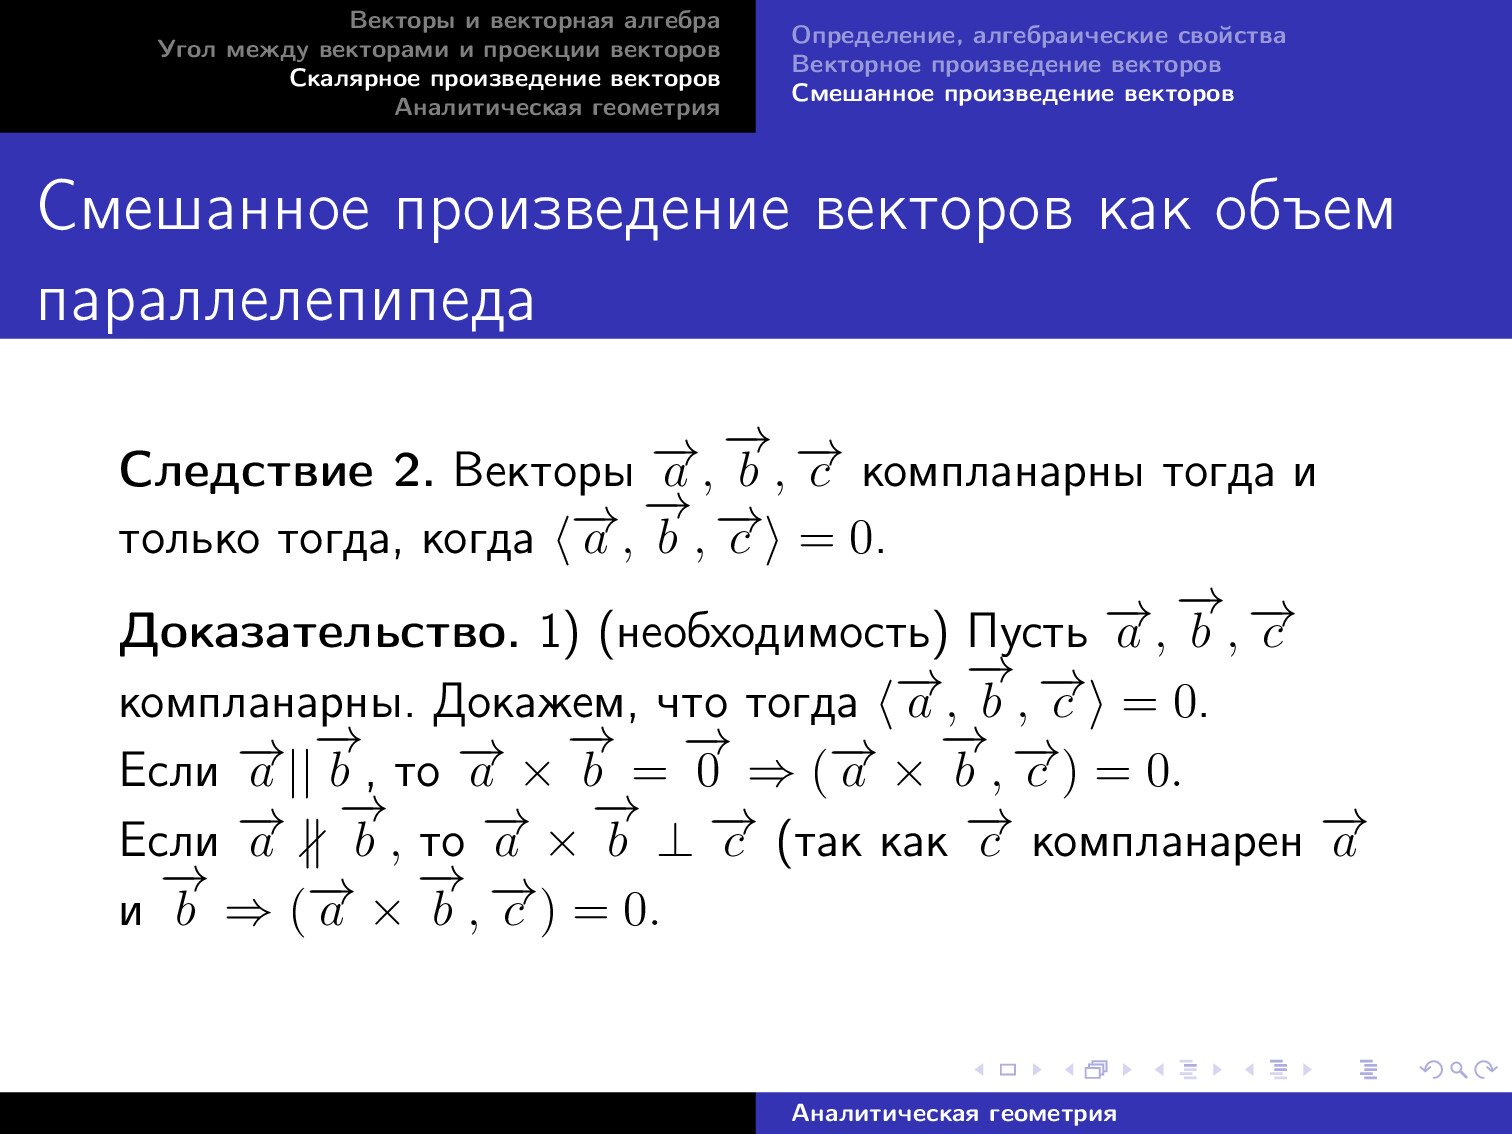 Векторы и векторная алгебра
Угол между векторами и проекции векторов
Скалярное произведение векторов
Аналитическая геометрия
Определение, алгебраические свойства
Векторное произведение векторов
Смешанное произведение векторов
Смешанное произведение векторов как объем
параллелепипеда
Следствие 2. Векторы $\overrightarrow{a}, \overrightarrow{b}, \overrightarrow{c}$ компланарны тогда и
только тогда, когда $\langle \overrightarrow{a}, \overrightarrow{b}, \overrightarrow{c} \rangle = 0$.
Доказательство. 1) (необходимость) Пусть $\overrightarrow{a}, \overrightarrow{b}, \overrightarrow{c}$
компланарны. Докажем, что тогда $\langle \overrightarrow{a}, \overrightarrow{b}, \overrightarrow{c} \rangle = 0$.
Если $\overrightarrow{a} || \overrightarrow{b}$, то $\overrightarrow{a} \times \overrightarrow{b} = \overrightarrow{0} \Rightarrow (\overrightarrow{a} \times \overrightarrow{b}, \overrightarrow{c}) = 0$.
Если $\overrightarrow{a} \nparallel \overrightarrow{b}$, то $\overrightarrow{a} \times \overrightarrow{b} \perp \overrightarrow{c}$ (так как $\overrightarrow{c}$ компланарен $\overrightarrow{a}$
и $\overrightarrow{b} \Rightarrow (\overrightarrow{a} \times \overrightarrow{b}, \overrightarrow{c}) = 0$.
Аналитическая геометрия